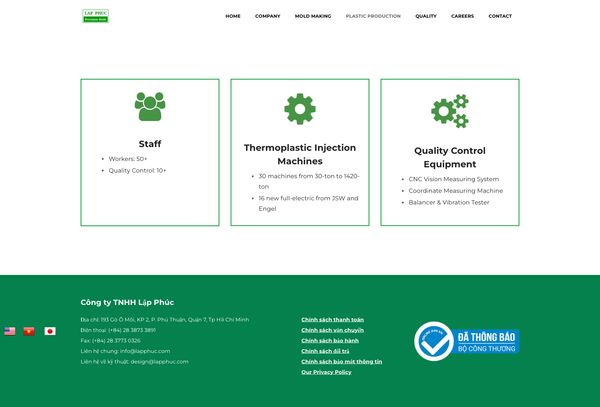 LAP PHUC
Precision Mold
HOME COMPANY MOLD MAKING PLASTIC PRODUCTION QUALITY CAREERS CONTACT
Staff
Workers: 50+
Quality Control: 10+
Thermoplastic Injection
Machines
30 machines from 30-ton to 1420-
ton
16 new full-electric from JSW and
Engel
Quality Control
Equipment
CNC Vision Measuring System
Coordinate Measuring Machine
Balancer & Vibration Tester
Công ty TNHH Lập Phúc
Địa chỉ: 193 Gò Ô Môi, KP 2, P. Phú Thuận, Quận 7, Tp Hồ Chí Minh
Điện thoại: (+84) 28 3873 3891
Fax: (+84) 28 3773 0326
Liên hệ chung: info@lapphuc.com
Liên hệ về kỹ thuật: design@lapphuc.com
Chính sách thanh toán
Chính sách vận chuyển
Chính sách bảo hành
Chính sách đổi trả
Chính sách bảo mật thông tin
Our Privacy Policy
ĐÃ THÔNG BÁO
BỘ CÔNG THƯƠNG